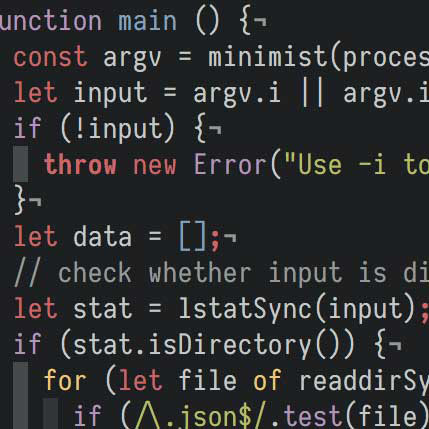 unction main () {¬
const argv = minimist(proces
let input = argv.i || argv.i
if (!input) {¬
throw new Error("Use -i to
}¬
let data = [];¬
// check whether input is di
let stat = lstatSync(input);
if (stat.isDirectory()) {¬
for (let file of readdirSy
if (/\.json$/.test(file)